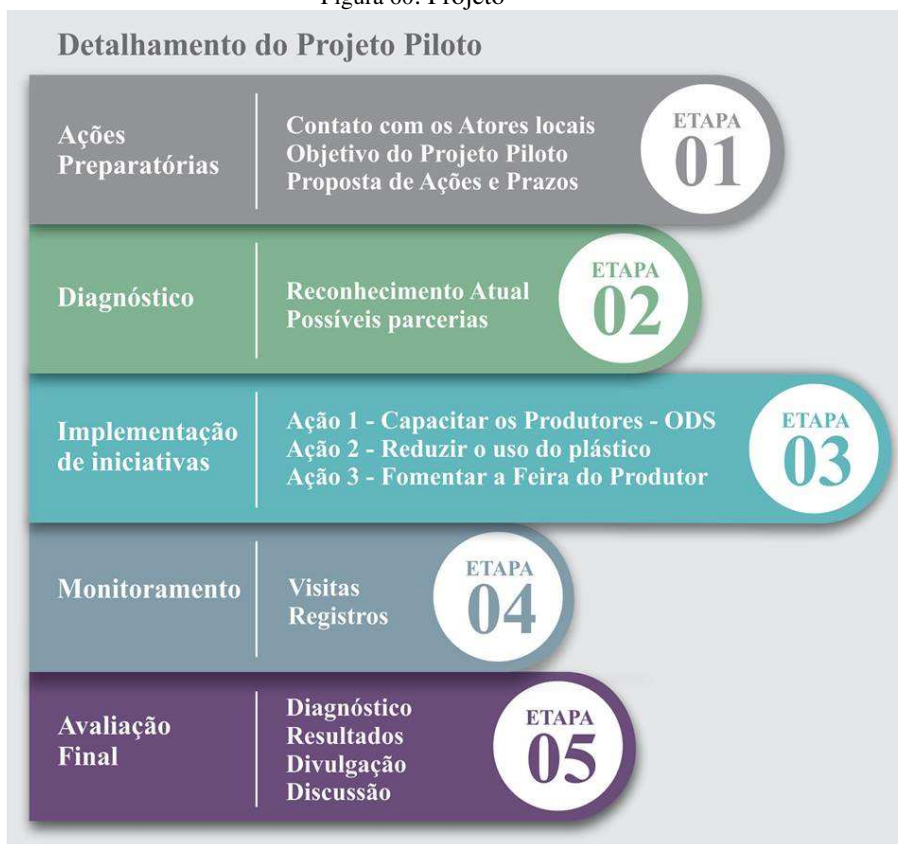 Figura 60: Projeto
Detalhamento do Projeto Piloto
Ações
Preparatórias
Contato com os Atores locais
Objetivo do Projeto Piloto
Proposta de Ações e Prazos
ETAPA
01
Diagnóstico
Reconhecimento Atual
Possíveis parcerias
ETAPA
02
Implementação
de iniciativas
Ação 1 - Capacitar os Produtores - ODS
Ação 2 - Reduzir o uso do plástico
Ação 3 - Fomentar a Feira do Produtor
ETAPA
03
Monitoramento
Visitas
Registros
ETAPA
04
Avaliação
Final
Diagnóstico
Resultados
Divulgação
Discussão
ETAPA
05